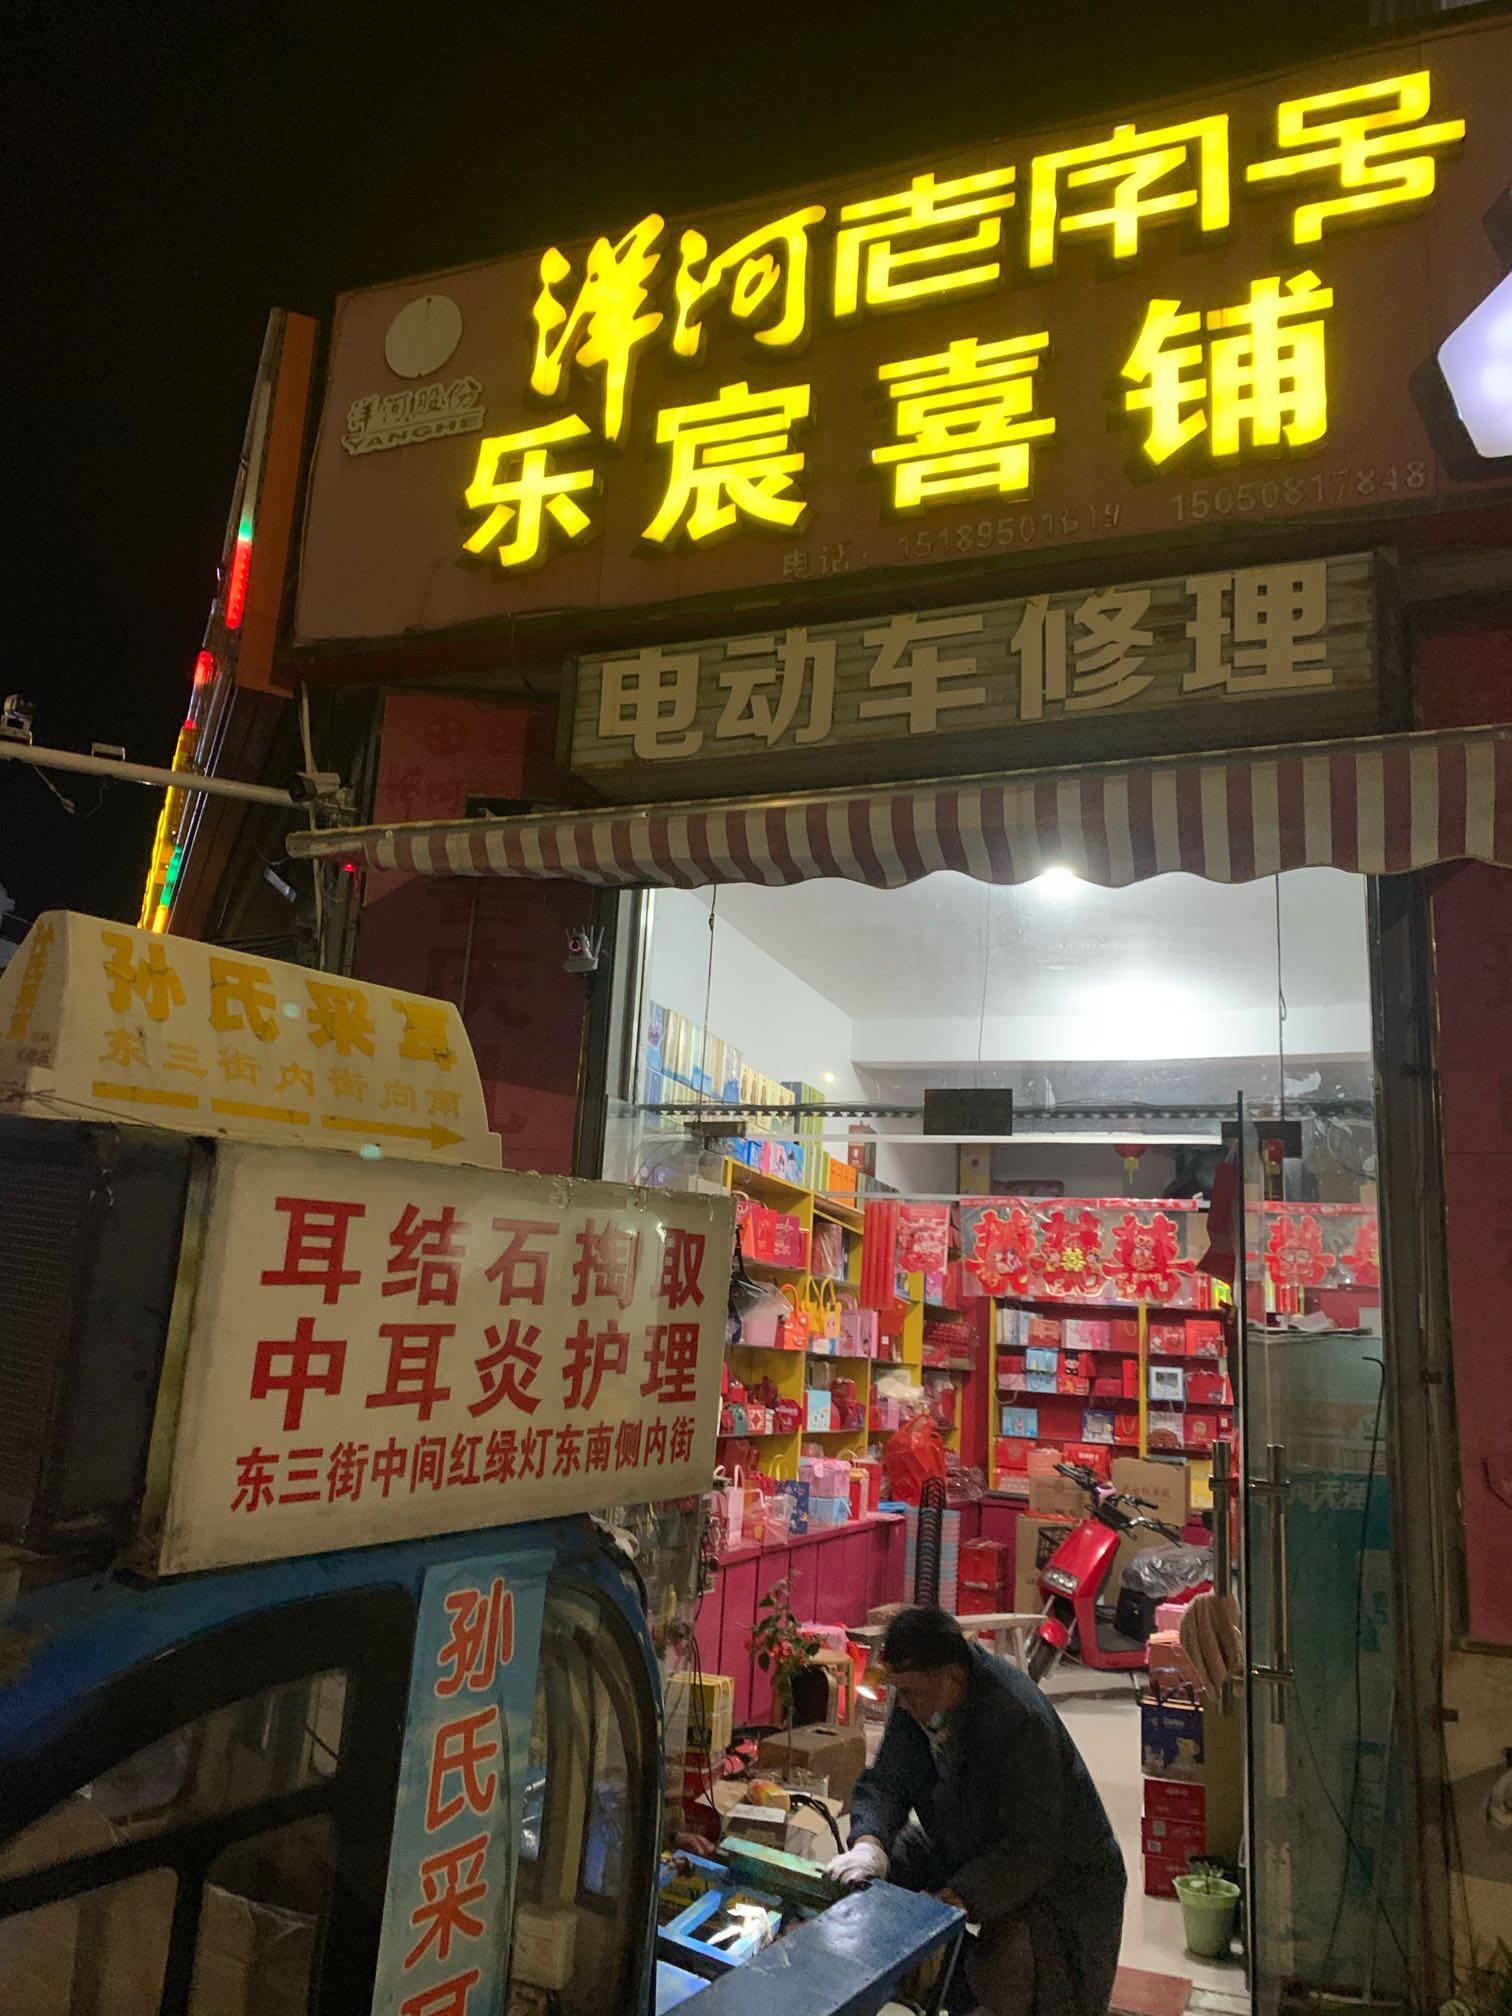 洋河老字号
洋河股份
YANGHE
乐宸喜铺
电话：15189501619 15050817848
电动车修理
孙氏采耳
东三街内街向南
耳结石掏取
中耳炎护理
东三街中间红绿灯东南侧内街
孙氏采耳